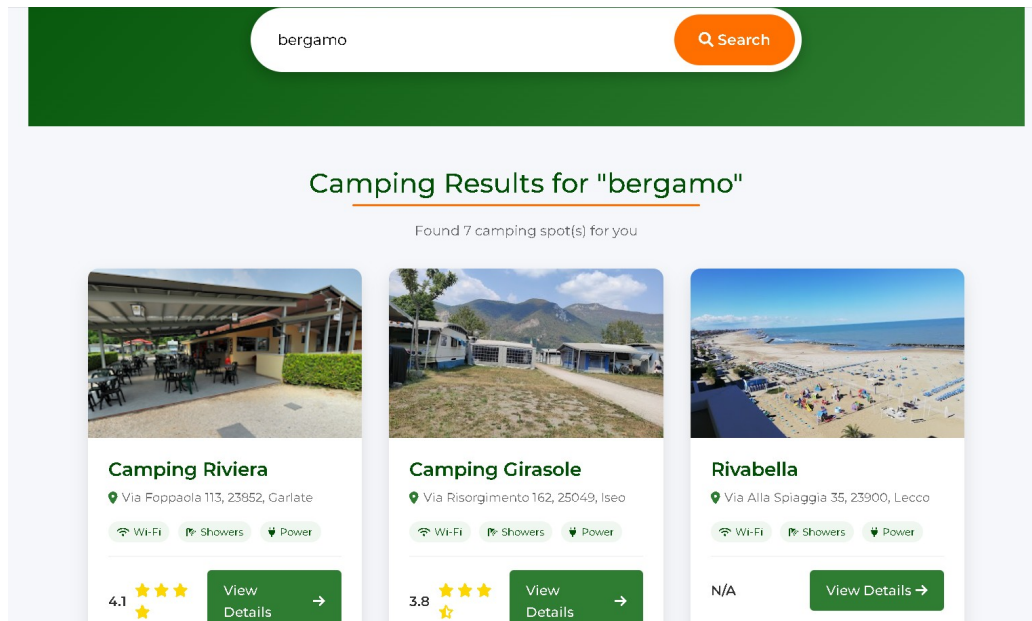 bergamo
Search
Camping Results for "bergamo"
Found 7 camping spot(s) for you
Camping Riviera
Via Foppaola 113, 23852, Garlate
Wi-Fi Showers Power
4.1
View
Details
Camping Girasole
Via Risorgimento 162, 25049, Iseo
Wi-Fi Showers Power
3.8
View
Details
Rivabella
Via Alla Spiaggia 35, 23900, Lecco
Wi-Fi Showers Power
N/A
View Details